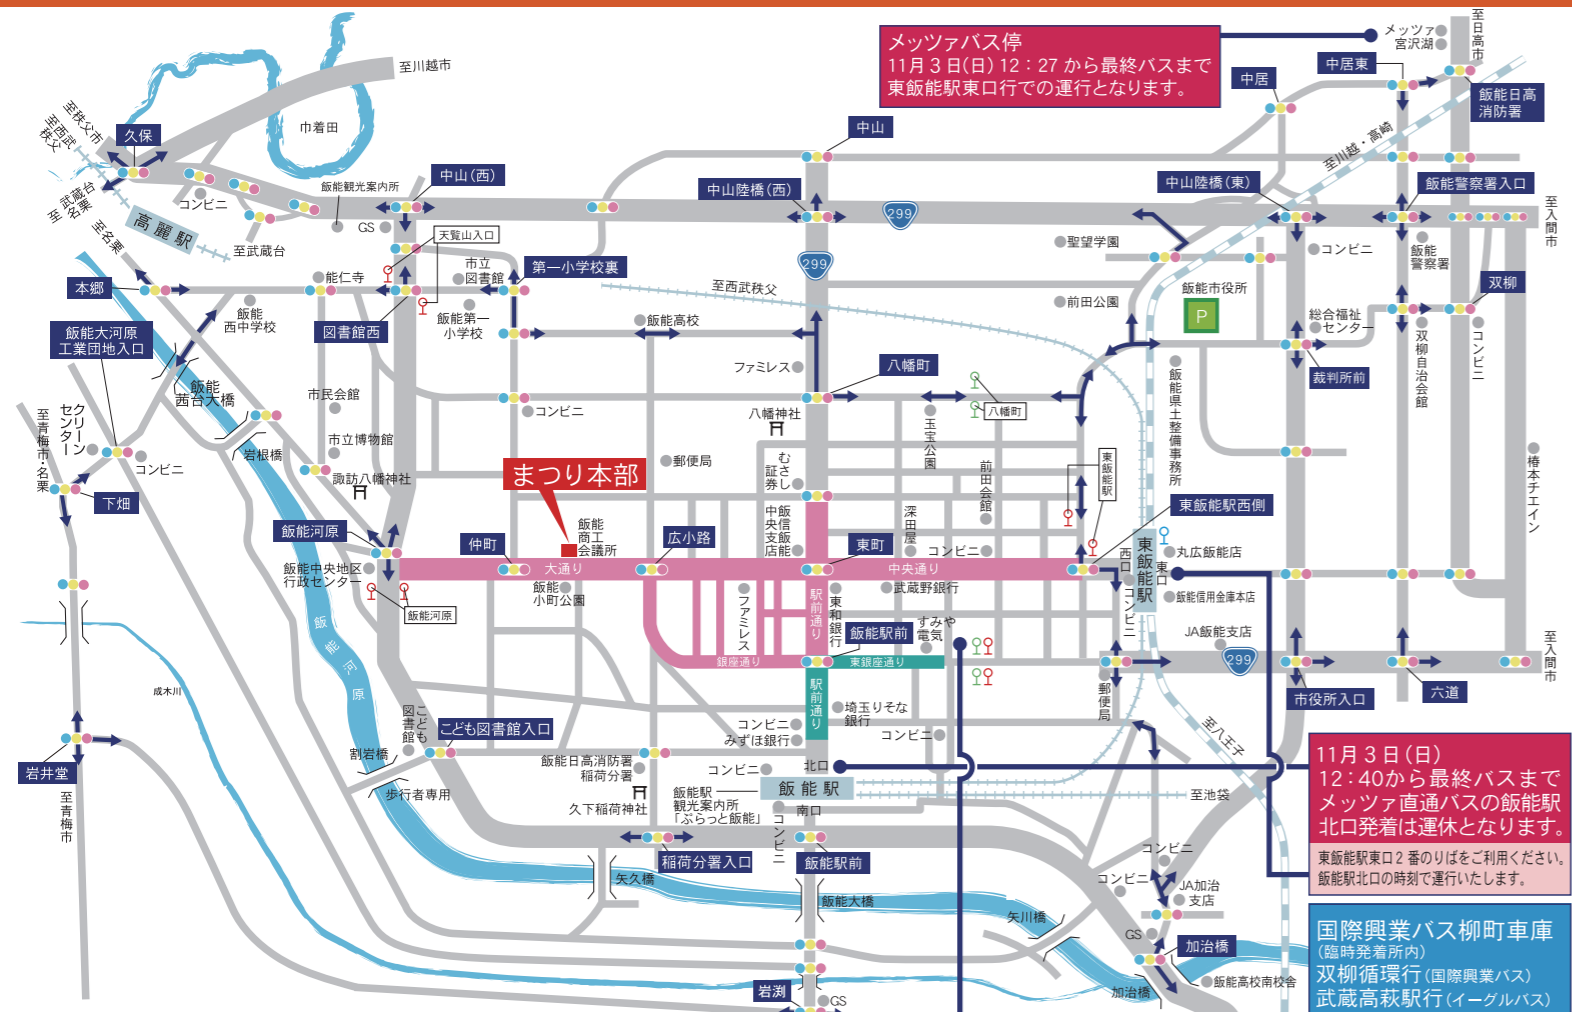 メッツァバス停
11月3日(日)12：27から最終バスまで
東飯能駅東口行での運行となります。
メッツァ
宮沢湖
至日高市
中居東
中居
飯能日高
消防署
至川越市
至秩父市
至西武
秩父
久保
巾着田
至川越・高崎
中山
中山(西)
飯能観光案内所
中山陸橋(西)
中山陸橋(東)
飯能警察署入口
至入間市
至武蔵台
名栗
コンビニ
高麗駅
GS
299
至名栗
至武蔵台
天覧山入口
聖望学園
コンビニ
飯能
警察署
市立
図書館
第一小学校裏
299
能仁寺
本郷
至西武秩父
前田公園
飯能市役所
P
双柳
飯能
西中学校
図書館西
飯能第一
小学校
飯能高校
総合福祉
センター
飯能大河原
工業団地入口
双柳自治会館
コンビニ
ファミレス
八幡町
飯能県土整備事務所
裁判所前
飯能
茜台大橋
市民会館
コンビニ
八幡神社
八幡町
玉宝公園
至青梅市・名栗
クリーン
センター
コンビニ
岩根橋
市立博物館
諏訪八幡神社
まつり本部
郵便局
むさし
証券
前田会館
東飯能駅
椿本チエイン
下畑
飯能河原
仲町
飯能
商工
会議所
広小路
飯能信用金庫
中央支店
東町
深田屋
コンビニ
東飯能駅西側
西口
東飯能駅
東口
丸広飯能店
飯能中央地区
行政センター
大通り
中央通り
飯能
小町公園
ファミレス
駅前通り
東和銀行
武蔵野銀行
コンビニ
飯能信用金庫本店
飯能河原
飯能駅前
すみや
電気
JA飯能支店
至入間市
飯能河原
銀座通り
東銀座通り
299
成木川
郵便局
市役所入口
六道
駅前通り
埼玉りそな
銀行
こども
図書館
こども図書館入口
コンビニ
みずほ銀行
コンビニ
至八王子
割岩橋
飯能日高消防署
稲荷分署
コンビニ
北口
岩井堂
歩行者専用
久下稲荷神社
飯能駅
観光案内所
「ぷらっと飯能」
飯能駅
至池袋
南口
コンビニ
至青梅市
11月3日(日)
12：40から最終バスまで
メッツァ直通バスの飯能駅
北口発着は運休となります。
東飯能駅東口2番のりばをご利用ください。
飯能駅北口の時刻で運行いたします。
稲荷分署入口
飯能駅前
コンビニ
矢久橋
飯能大橋
コンビニ
JA加治
支店
矢川橋
GS
加治橋
国際興業バス柳町車庫
(臨時発着所内)
双柳循環行(国際興業バス)
武蔵高萩駅行(イーグルバス)
岩渕
GS
加治橋
飯能高校南校舎